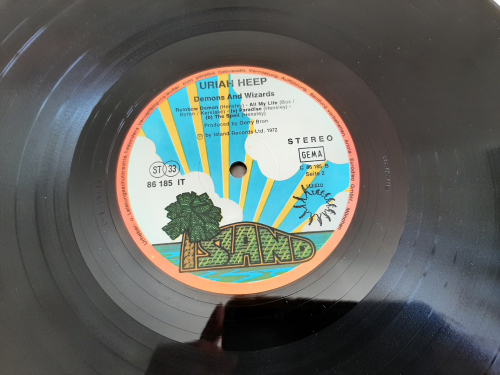 URIAH HEEP
Demons And Wizards
Rainbow Demon (Hensley) - All My Life (Box /
Byron / Kerslake) - (a) Paradise (Hensley) -
(b) The Spell (Hensley)
Produced by Gerry Bron
℗ by Island Records Ltd. 1972
STEREO
GEMA
ST 33
86 185 IT
Seite 2
ISLAND